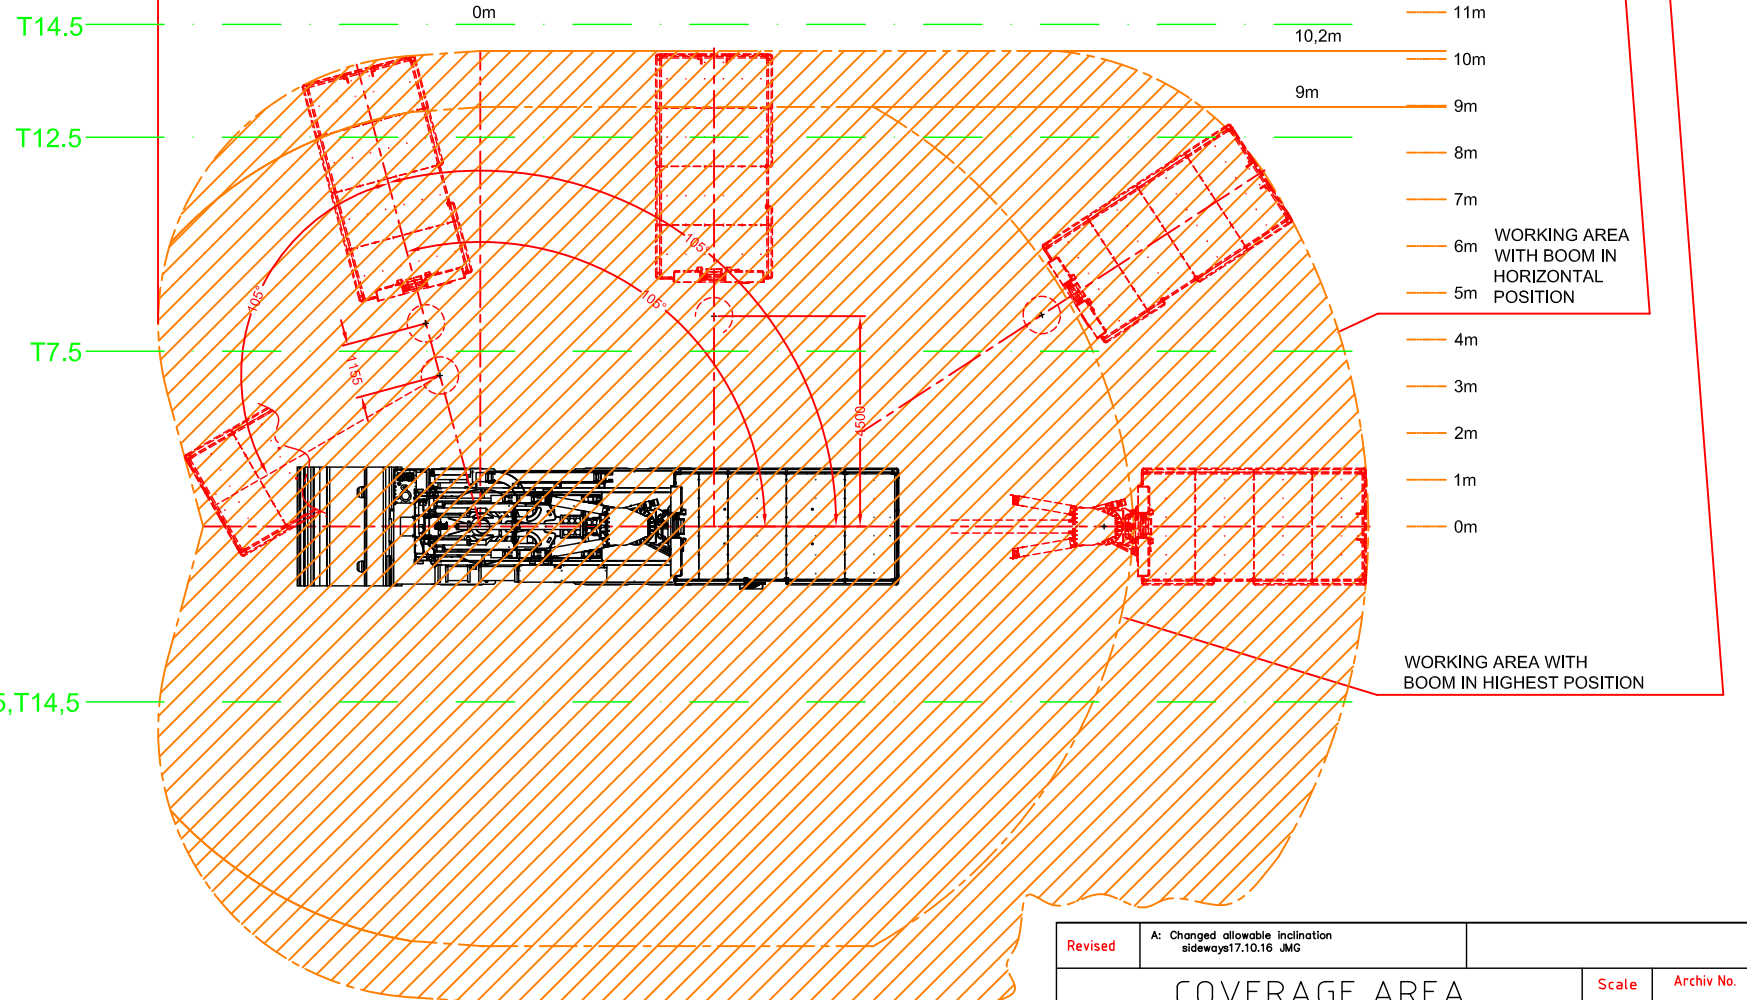 0m
11m
T14.5
10,2m
10m
9m
9m
T12.5
8m
7m
WORKING AREA
WITH BOOM IN
HORIZONTAL
POSITION
6m
105°
105°
105°
5m
T7.5
4m
1155
3m
4500
2m
1m
0m
WORKING AREA WITH
BOOM IN HIGHEST POSITION
5,T14,5
Revised
A: Changed allowable inclination
sideways17.10.16 JMG
COVERAGE AREA
Scale
Archiv No.